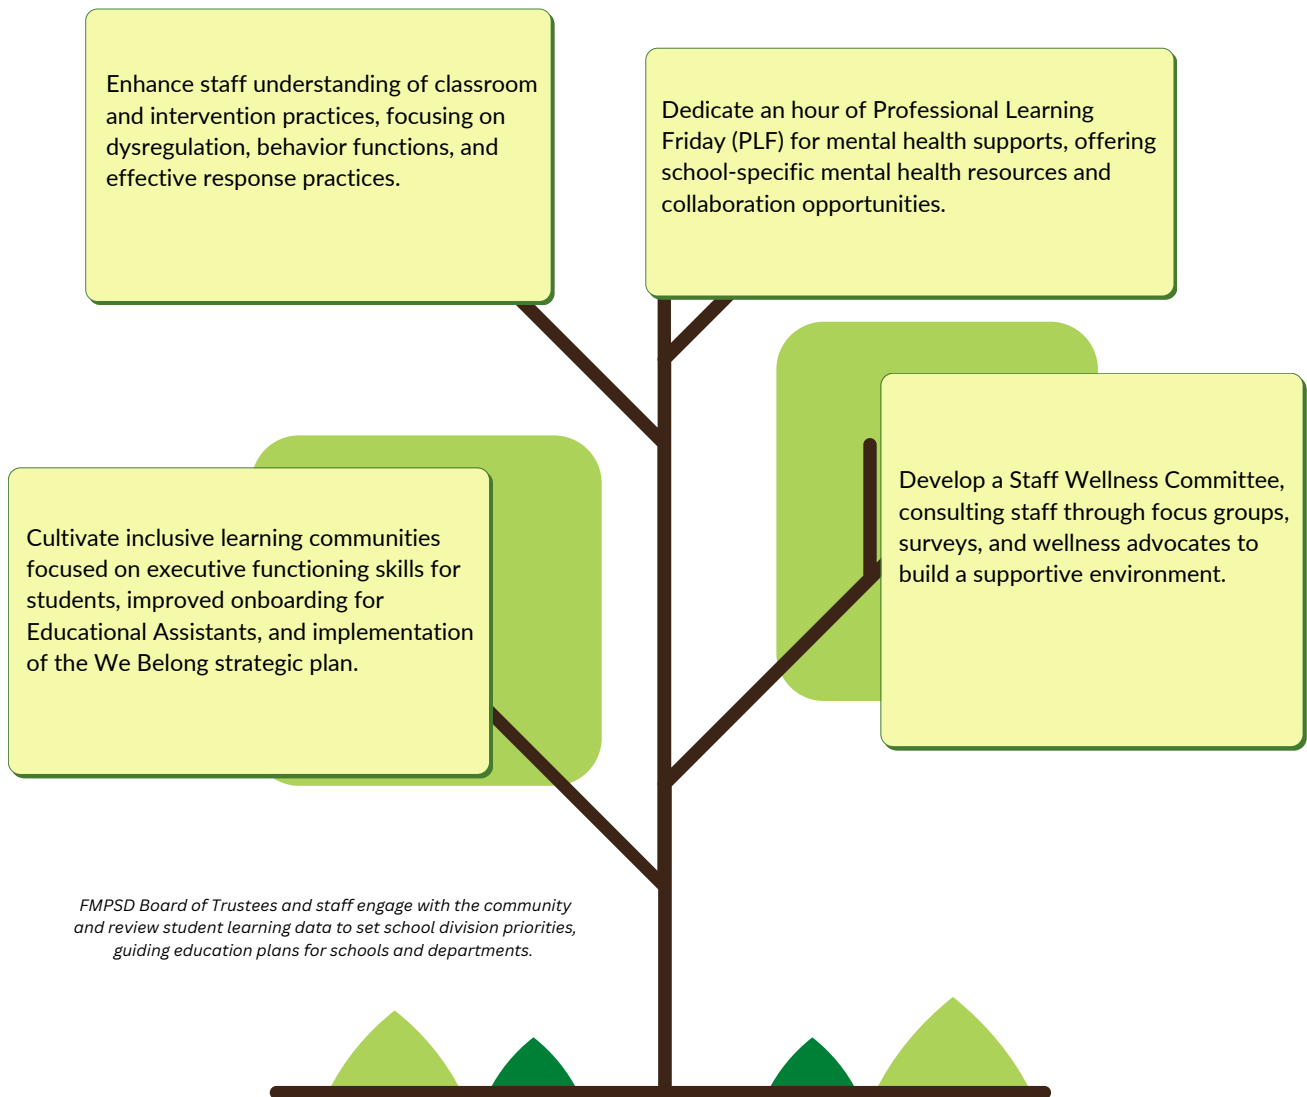 Enhance staff understanding of classroom
and intervention practices, focusing on
dysregulation, behavior functions, and
effective response practices.
Dedicate an hour of Professional Learning
Friday (PLF) for mental health supports, offering
school-specific mental health resources and
collaboration opportunities.
Cultivate inclusive learning communities
focused on executive functioning skills for
students, improved onboarding for
Educational Assistants, and implementation
of the We Belong strategic plan.
Develop a Staff Wellness Committee,
consulting staff through focus groups,
surveys, and wellness advocates to
build a supportive environment.
FMPSD Board of Trustees and staff engage with the community
and review student learning data to set school division priorities,
guiding education plans for schools and departments.